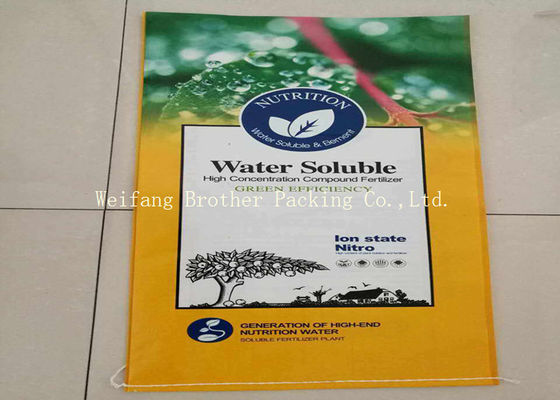 NUTRITION
Water Soluble & Element
Water Soluble
High Concentration Compound Fertilizer
GREEN EFFICIENCY
Weifang Brother Packing Co.,Ltd.
Ion state
Nitro
GENERATION OF HIGH-END
NUTRITION WATER
SOLUBLE FERTILIZER PLANT